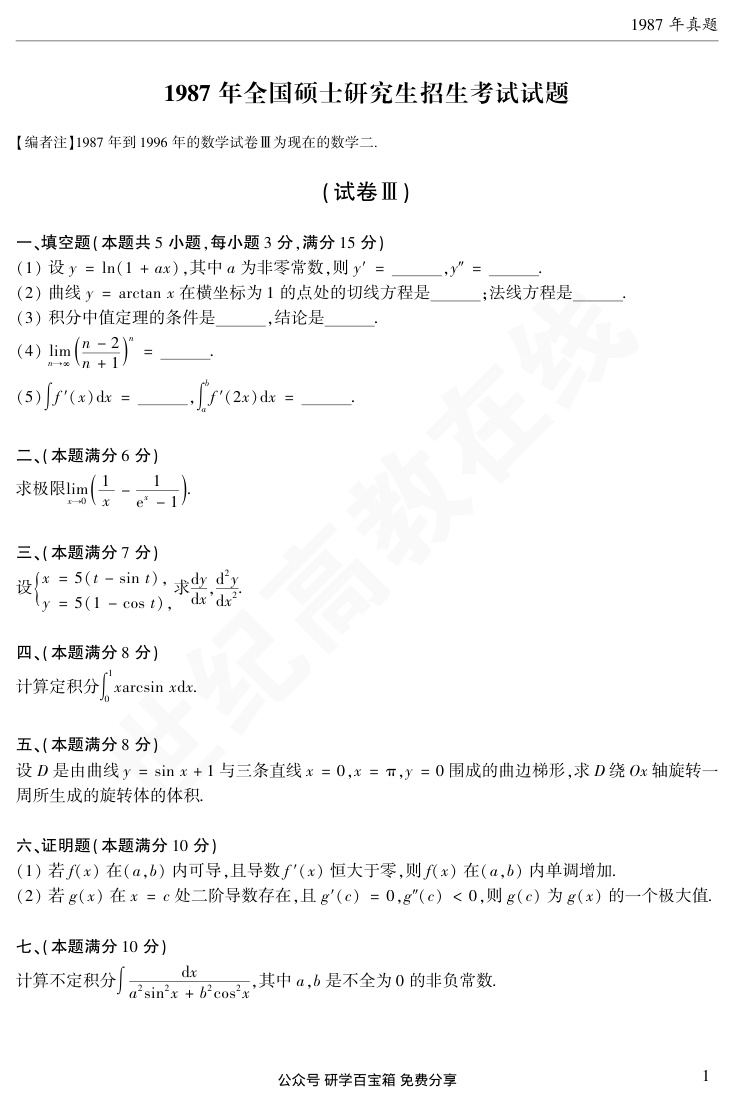 1987 年真题
1987 年全国硕士研究生招生考试试题
【编者注】1987 年到 1996 年的数学试卷Ⅲ为现在的数学二.
(试卷Ⅲ)
一、填空题(本题共 5 小题,每小题 3 分,满分 15 分)
(1) 设 y = ln(1 + ax),其中 a 为非零常数,则 y′ = ______,y″ = ______.
(2) 曲线 y = arctan x 在横坐标为 1 的点处的切线方程是______;法线方程是______.
(3) 积分中值定理的条件是______,结论是______.
(4) lim_{n→∞} ((n - 2)/(n + 1))^n = ______.
(5) ∫f′(x)dx = ______, ∫_a^b f′(2x)dx = ______.
二、(本题满分 6 分)
求极限 lim_{x→0} (1/x - 1/(e^x - 1)).
三、(本题满分 7 分)
设 { x = 5(t - sin t), y = 5(1 - cos t), 求 dy/dx, d²y/dx².
四、(本题满分 8 分)
计算定积分 ∫_0^1 xarcsin xdx.
五、(本题满分 8 分)
设 D 是由曲线 y = sin x + 1 与三条直线 x = 0,x = π,y = 0 围成的曲边梯形,求 D 绕 Ox 轴旋转一
周所生成的旋转体的体积.
六、证明题(本题满分 10 分)
(1) 若 f(x) 在(a,b) 内可导,且导数 f′(x) 恒大于零,则 f(x) 在(a,b) 内单调增加.
(2) 若 g(x) 在 x = c 处二阶导数存在,且 g′(c) = 0,g″(c) < 0,则 g(c) 为 g(x) 的一个极大值.
七、(本题满分 10 分)
计算不定积分 ∫ dx/(a²sin²x + b²cos²x),其中 a,b 是不全为 0 的非负常数.
世纪高教在线
公众号 研学百宝箱 免费分享
1